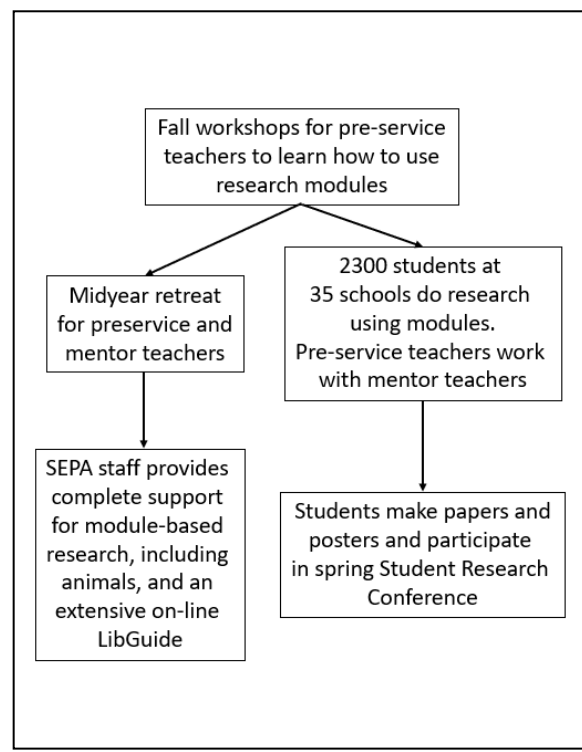 Fall workshops for pre-service
teachers to learn how to use
research modules
Midyear retreat
for preservice and
mentor teachers
2300 students at
35 schools do research
using modules.
Pre-service teachers work
with mentor teachers
SEPA staff provides
complete support
for module-based
research, including
animals, and an
extensive on-line
LibGuide
Students make papers and
posters and participate
in spring Student Research
Conference